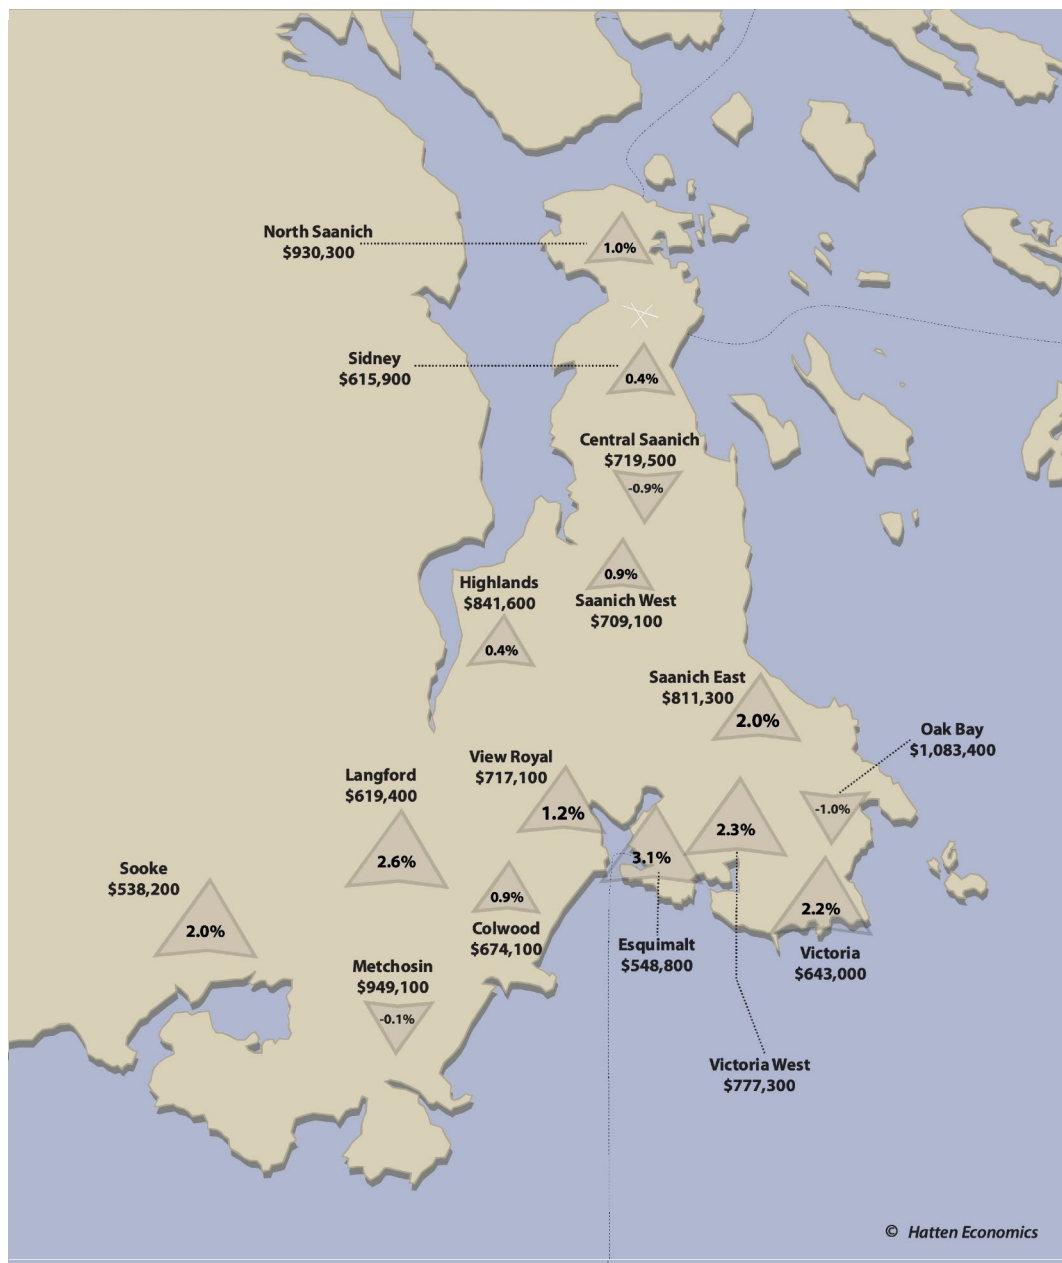 North Saanich
$930,300
1.0%
Sidney
$615,900
0.4%
Central Saanich
$719,500
-0.9%
0.9%
Saanich West
$709,100
Highlands
$841,600
0.4%
Saanich East
$811,300
2.0%
Oak Bay
$1,083,400
-1.0%
View Royal
$717,100
1.2%
Langford
$619,400
2.6%
2.3%
3.1%
Sooke
$538,200
2.0%
0.9%
Colwood
$674,100
2.2%
Victoria
$643,000
Esquimalt
$548,800
Metchosin
$949,100
-0.1%
Victoria West
$777,300
© Hatten Economics